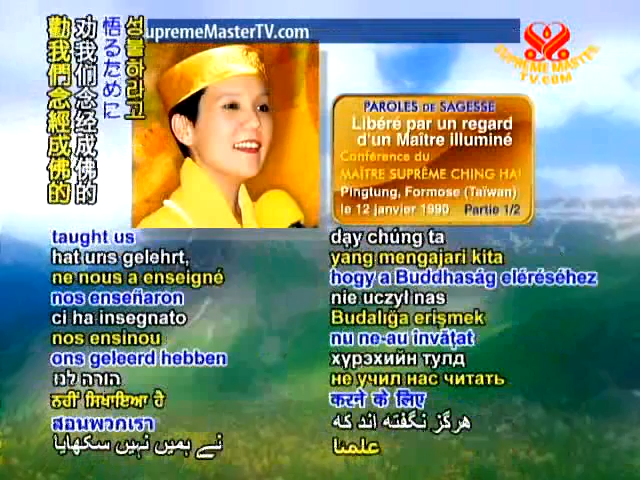 SupremeMasterTV.com
SUPREME MASTER
TV.COM
성불하라고
悟るために
劝我们念经成佛的
勸我們念經成佛的
PAROLES DE SAGESSE
Libéré par un regard
d'un Maître illuminé
Conférence du
MAÎTRE SUPRÊME CHING HAI
Pingtung, Formose (Taïwan)
le 12 janvier 1990 Partie 1/2
taught us
hat uns gelehrt,
ne nous a enseigné
nos enseñaron
ci ha insegnato
nos ensinou
ons geleerd hebben
הורה לנו
ਨਹੀਂ ਸਿਖਾਇਆ ਹੈ
สอนพวกเรา
نے ہمیں نہیں سکھایا
dạy chúng ta
yang mengajari kita
hogy a Buddhaság eléréséhez
nie uczył nas
Budalığa erişmek
nu ne-au învăţat
хүрэхийн тулд
не учил нас читать
करने के लिए
هرگز نگفته اند که
علمنا